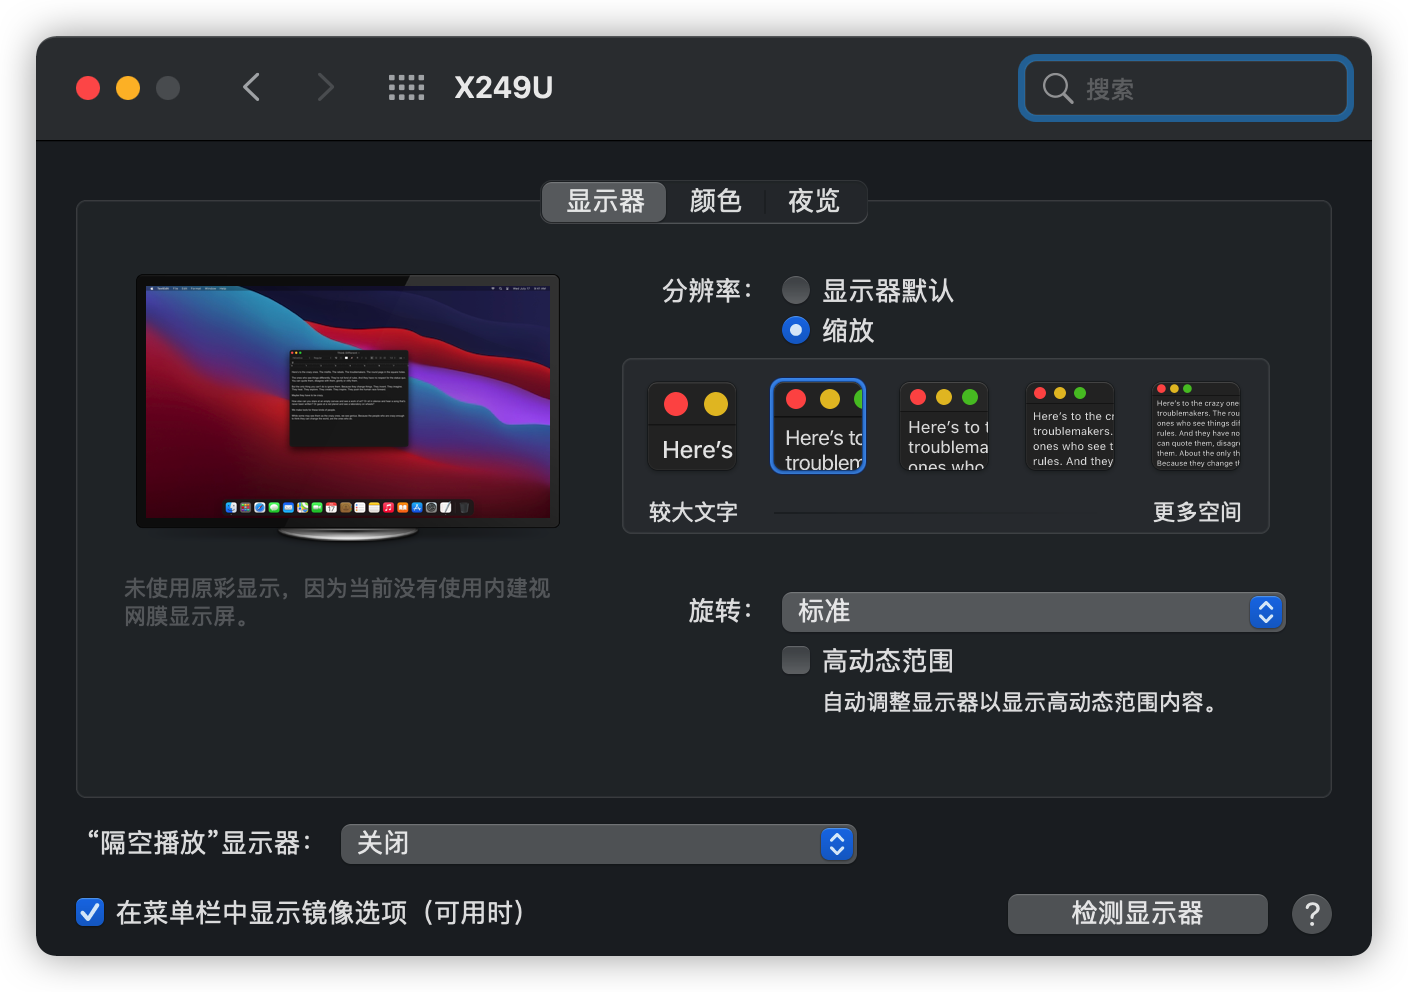 X249U
搜索
显示器 颜色 夜览
分辨率： 显示器默认
缩放
Here's
Here's to
troublem
Here's to t
troublema
ones who
Here's to the cr
troublemakers.
ones who see t
rules. And they
Here's to the crazy one
troublemakers. The rou
ones who see things dif
rules. And they have no
can quote them, disagre
them. About the only th
Because they change th
较大文字 更多空间
未使用原彩显示，因为当前没有使用内建视
网膜显示屏。
旋转： 标准
高动态范围
自动调整显示器以显示高动态范围内容。
“隔空播放”显示器： 关闭
在菜单栏中显示镜像选项（可用时）
检测显示器 ?